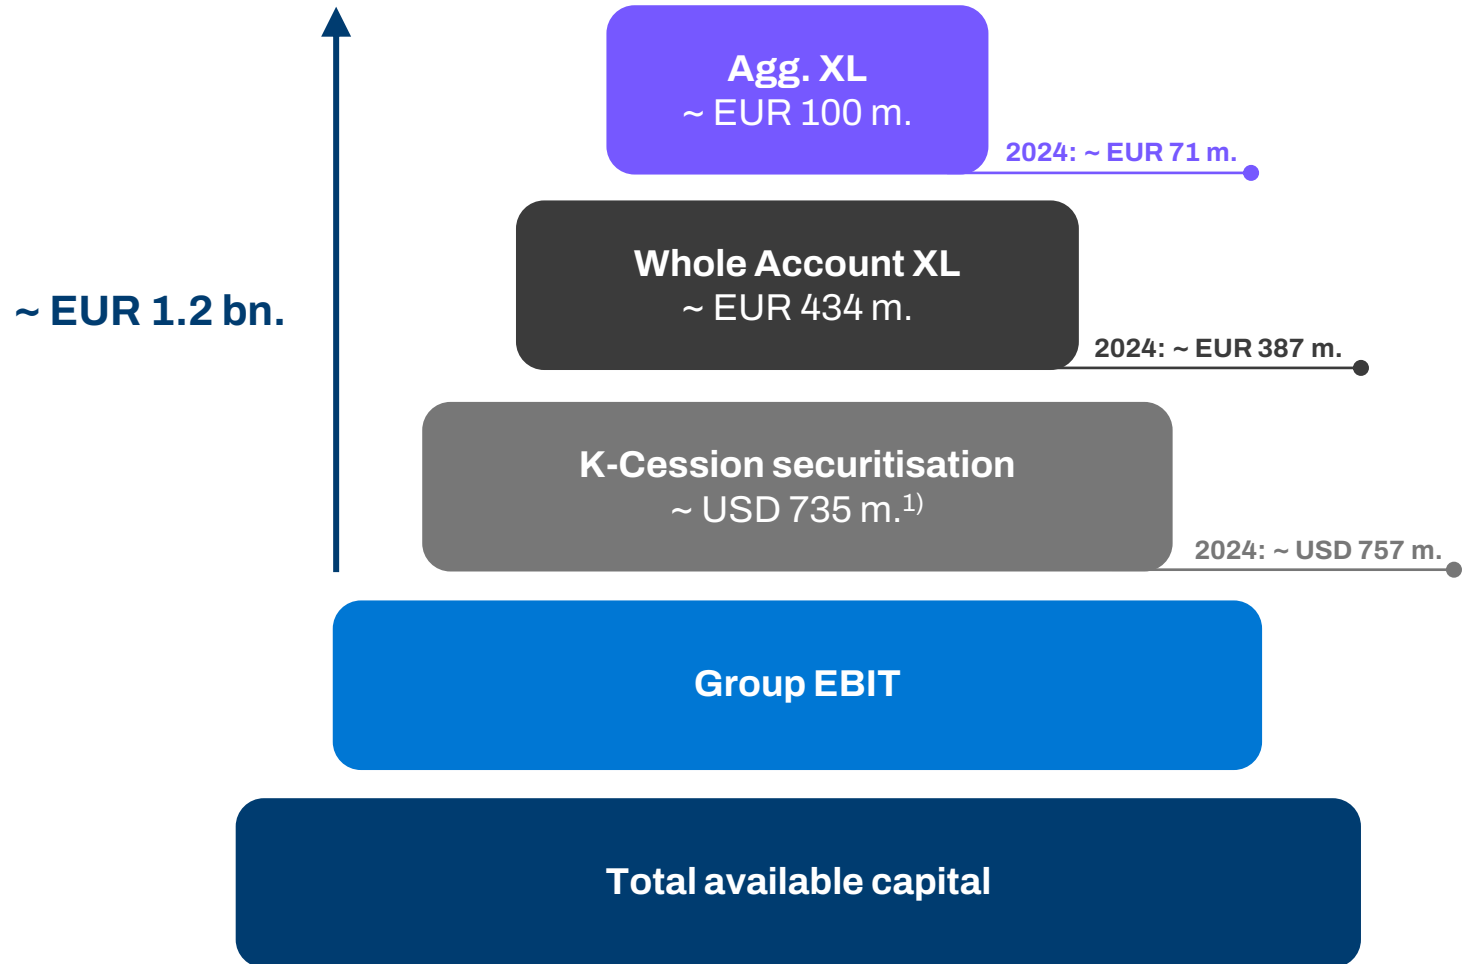 Agg. XL
~ EUR 100 m.
2024: ~ EUR 71 m.
Whole Account XL
~ EUR 434 m.
~ EUR 1.2 bn.
2024: ~ EUR 387 m.
K-Cession securitisation
~ USD 735 m.1)
2024: ~ USD 757 m.
Group EBIT
Total available capital